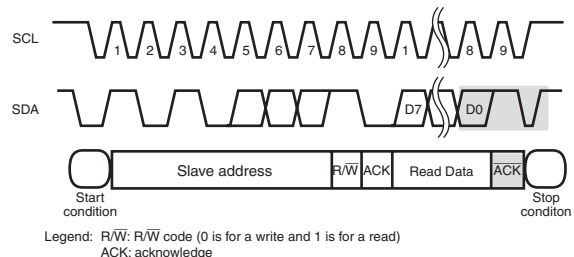 SCL
1 2 3 4 5 6 7 8 9 1 8 9
SDA
D7 D0
Slave address R/W̅ ACK Read Data A̅C̅K̅
Start
condition
Stop
conditon
Legend: R/W̅: R/W̅ code (0 is for a write and 1 is for a read)
ACK: acknowledge